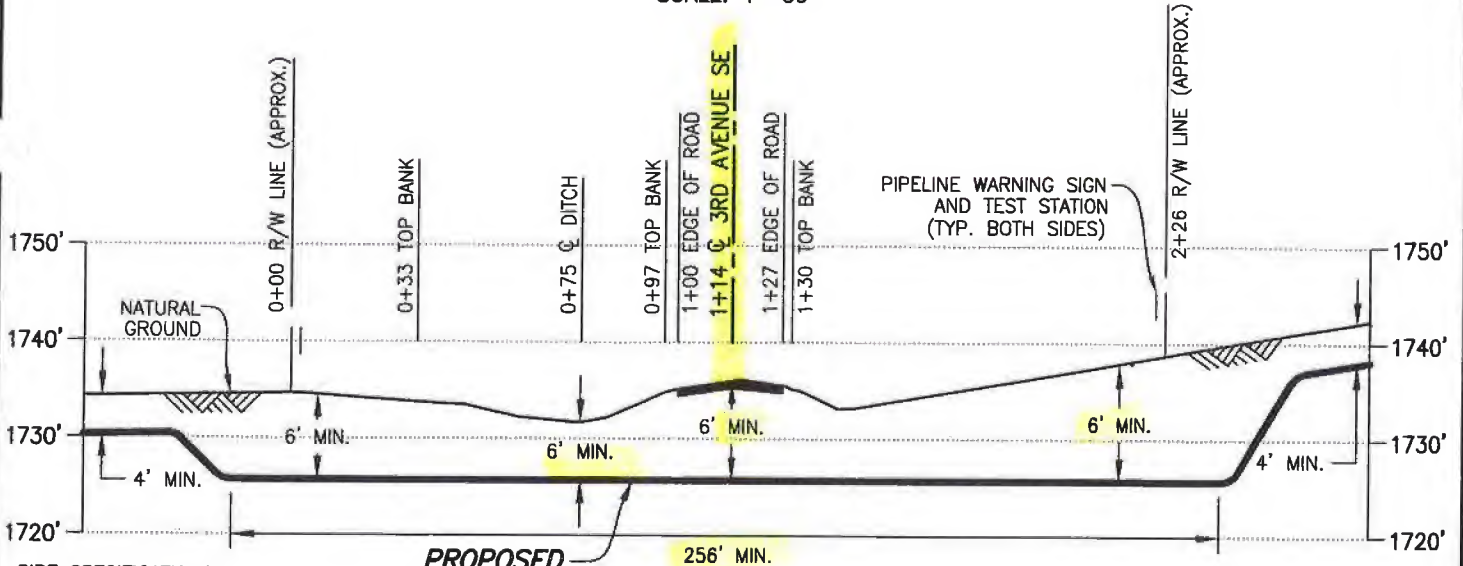 0+00 R/W LINE (APPROX.)
0+33 TOP BANK
0+75 ℄ DITCH
0+97 TOP BANK
1+00 EDGE OF ROAD
1+14 ℄ 3RD AVENUE SE
1+27 EDGE OF ROAD
1+30 TOP BANK
PIPELINE WARNING SIGN
AND TEST STATION
(TYP. BOTH SIDES)
2+26 R/W LINE (APPROX.)
1750'
1750'
NATURAL
GROUND
1740'
1740'
1730'
1730'
6' MIN.
6' MIN.
6' MIN.
6' MIN.
4' MIN.
4' MIN.
1720'
1720'
PROPOSED
256' MIN.